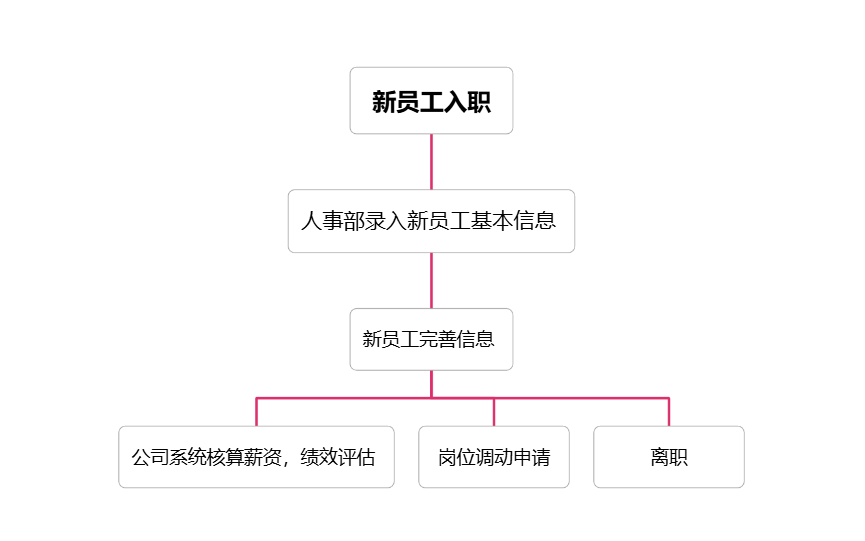 新员工入职
人事部录入新员工基本信息
新员工完善信息
公司系统核算薪资，绩效评估
岗位调动申请
离职